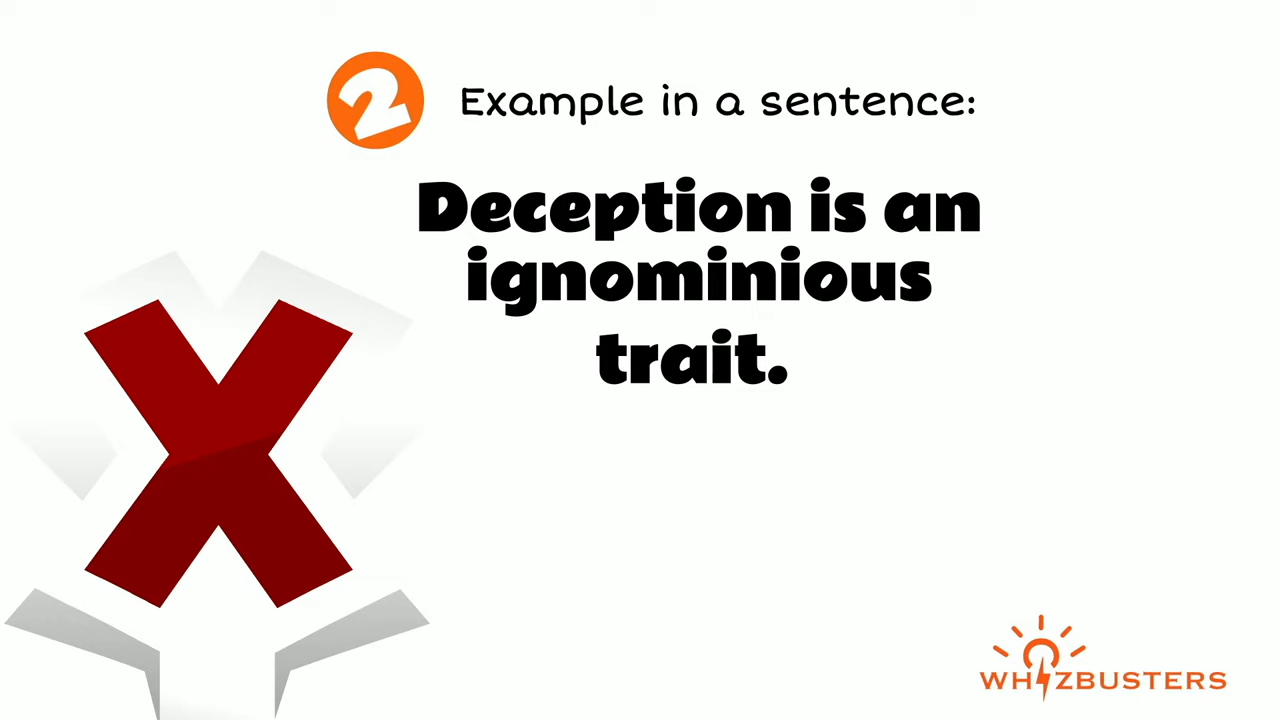 2
Example in a sentence:
Deception is an
ignominious
trait.
WHIZBUSTERS